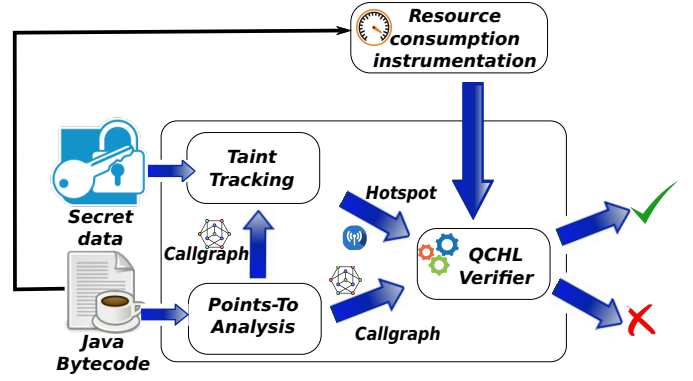 Resource
consumption
instrumentation
Taint
Tracking
Hotspot
Secret
data
Callgraph
QCHL
Verifier
Points-To
Analysis
Callgraph
Java
Bytecode